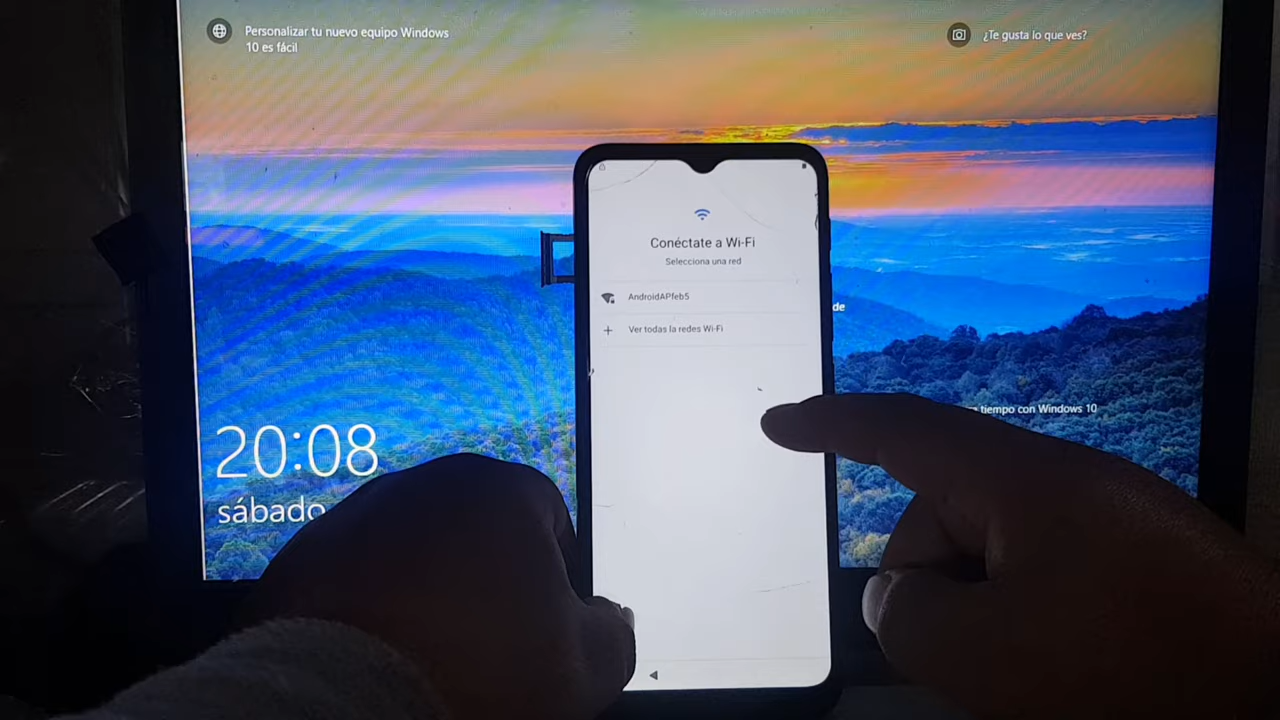 Personalizar tu nuevo equipo Windows
10 es fácil
¿Te gusta lo que ves?
Conéctate a Wi-Fi
Selecciona una red
AndroidAPfeb5
Ver todas la redes Wi-Fi
de
tiempo con Windows 10
20:08
sábado